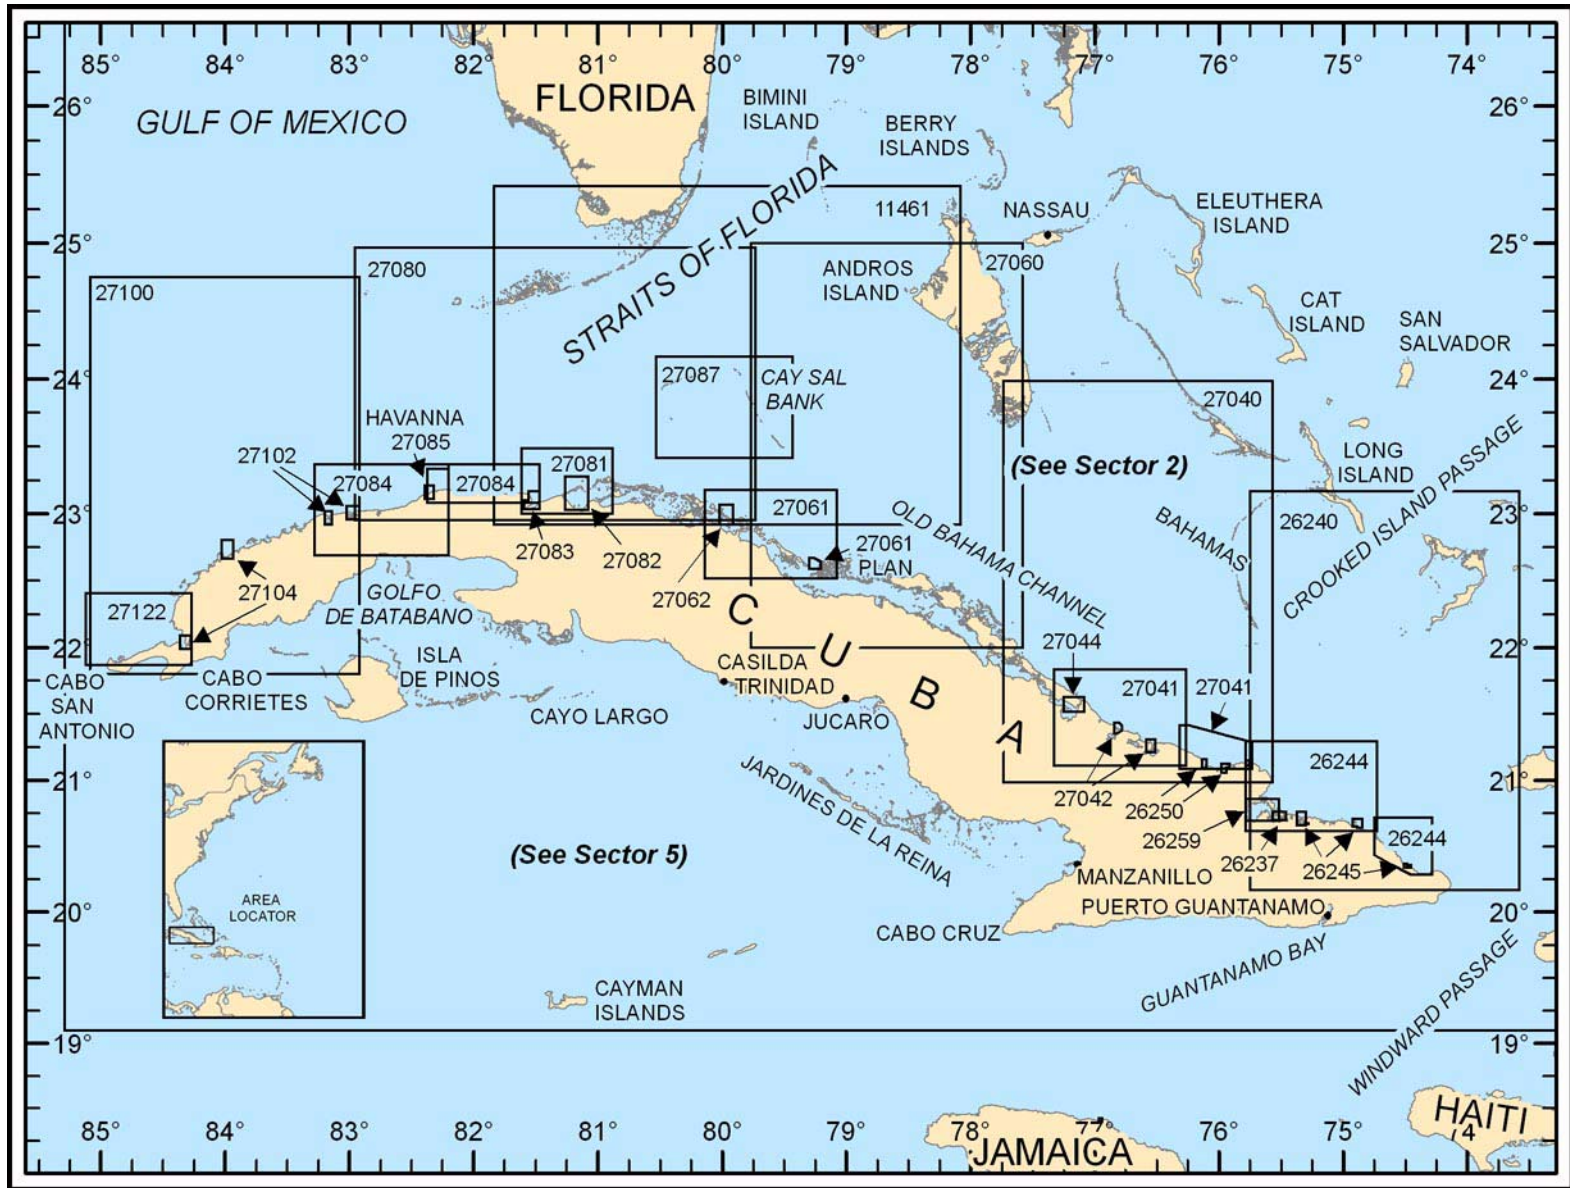 85° 84° 83° 82° 81° 80° 79° 78° 77° 76° 75° 74°
26° 26°
GULF OF MEXICO
FLORIDA
BIMINI
ISLAND
BERRY
ISLANDS
ELEUTHERA
ISLAND
NASSAU
11461
25° 25°
STRAITS OF FLORIDA
27080
27060
27100
ANDROS
ISLAND
CAT
ISLAND
SAN
SALVADOR
24° 24°
27087
CAY SAL
BANK
27040
HAVANNA
27085
27102
27084
27084
27081
(See Sector 2)
LONG
ISLAND
CROOKED ISLAND PASSAGE
23° 23°
27061
26240
BAHAMAS
OLD BAHAMA CHANNEL
27083
27082
27061
PLAN
27062
27104
27122
GOLFO
DE BATABANO
22° 22°
CUBA
27044
CABO
SAN
ANTONIO
CABO
CORRIETES
ISLA
DE PINOS
CAYO LARGO
CASILDA
TRINIDAD
JUCARO
27041
27041
21° 21°
26244
JARDINES DE LA REINA
27042
26250
26259
26237
26245
26244
(See Sector 5)
MANZANILLO
PUERTO GUANTANAMO
20° 20°
AREA
LOCATOR
CABO CRUZ
GUANTANAMO BAY
WINDWARD PASSAGE
CAYMAN
ISLANDS
19° 19°
HAITI
JAMAICA
85° 84° 83° 82° 81° 80° 79° 78° 77° 76° 75° 74